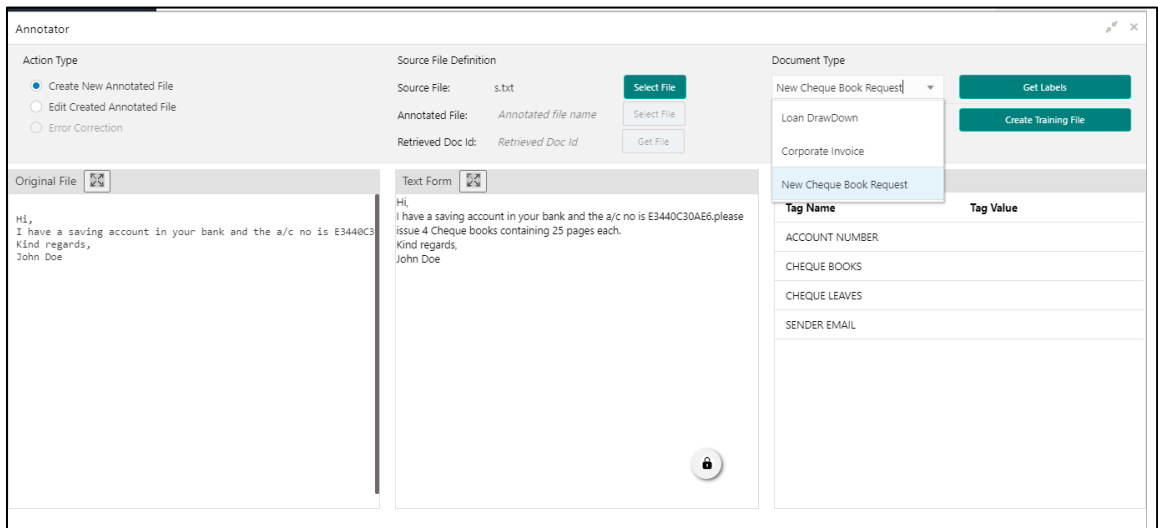 Annotator
Action Type
Create New Annotated File
Edit Created Annotated File
Error Correction
Source File Definition
Source File: s.txt Select File
Annotated File: Annotated file name Select File
Retrieved Doc Id: Retrieved Doc Id Get File
Document Type
New Cheque Book Request Get Labels
Create Training File
Loan DrawDown
Corporate Invoice
New Cheque Book Request
Original File
Hi,
I have a saving account in your bank and the a/c no is E3440C3
Kind regards,
John Doe
Text Form
Hi,
I have a saving account in your bank and the a/c no is E3440C30AE6.please
issue 4 Cheque books containing 25 pages each.
Kind regards,
John Doe
Tag Name Tag Value
ACCOUNT NUMBER
CHEQUE BOOKS
CHEQUE LEAVES
SENDER EMAIL